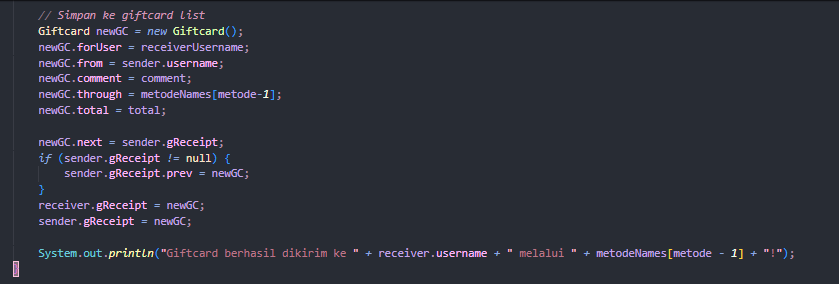 // Simpan ke giftcard list
Giftcard newGC = new Giftcard();
newGC.forUser = receiverUsername;
newGC.from = sender.username;
newGC.comment = comment;
newGC.through = metodeNames[metode-1];
newGC.total = total;
newGC.next = sender.gReceipt;
if (sender.gReceipt != null) {
sender.gReceipt.prev = newGC;
}
receiver.gReceipt = newGC;
sender.gReceipt = newGC;
System.out.println("Giftcard berhasil dikirim ke " + receiver.username + " melalui " + metodeNames[metode - 1] + "!");
}